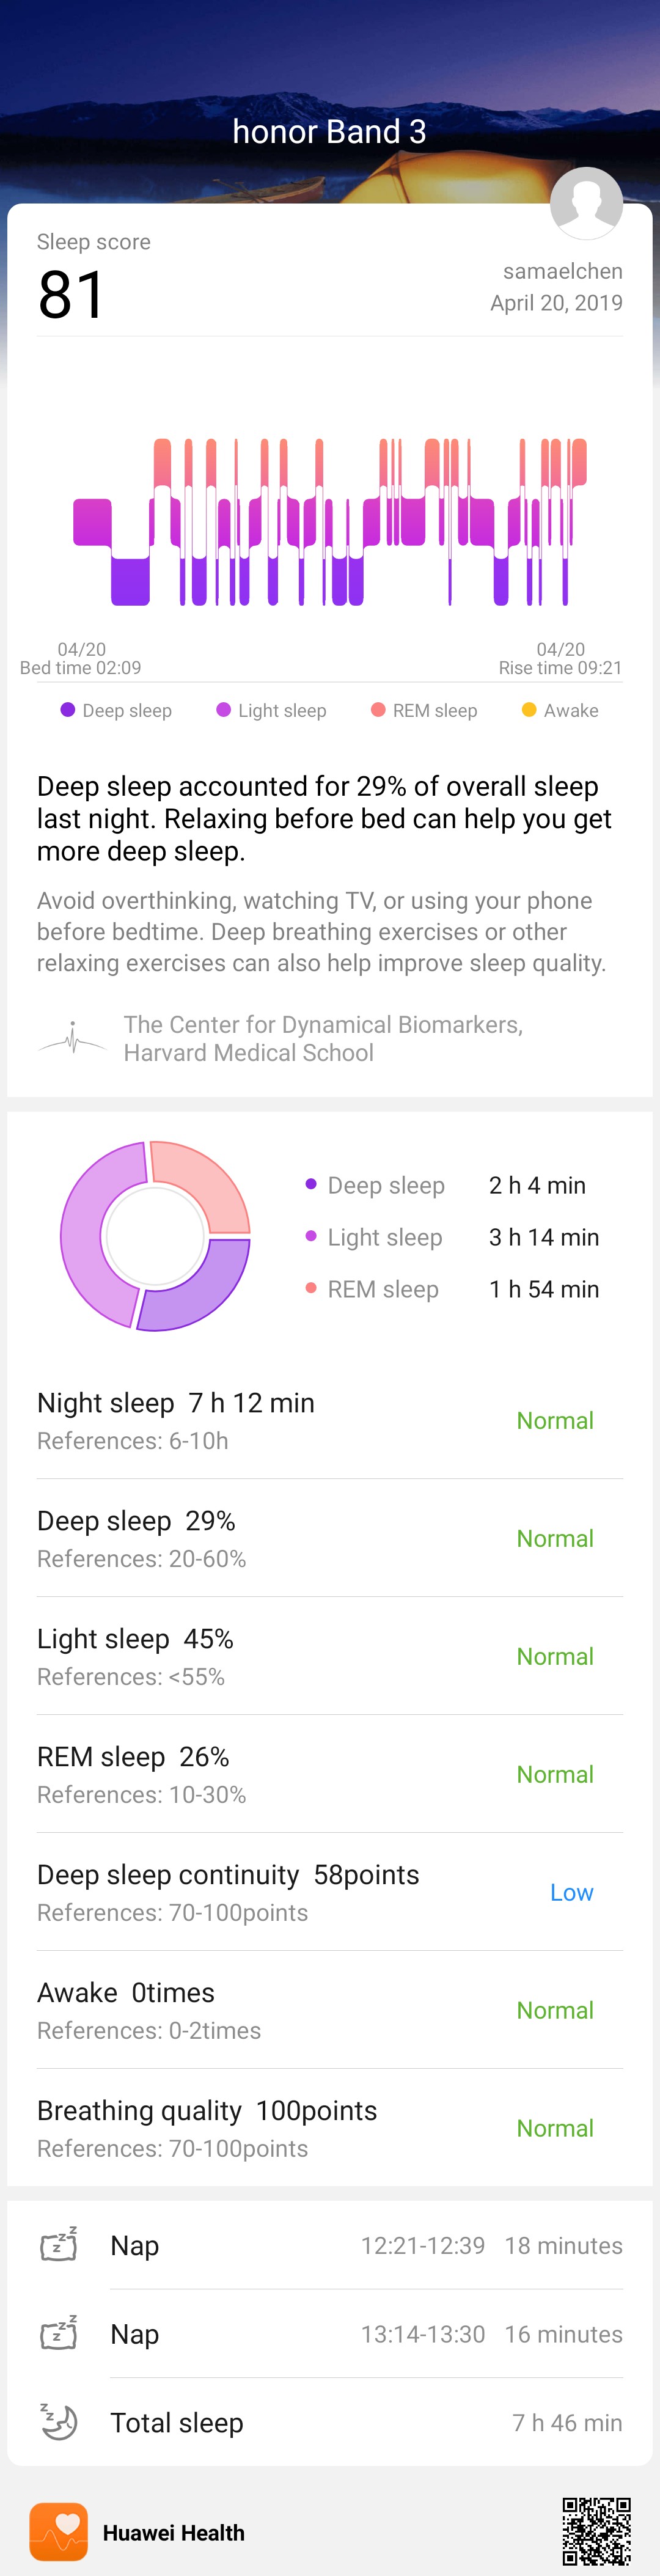 honor Band 3
Sleep score
81
samaelchen
April 20, 2019
04/20
Bed time 02:09
04/20
Rise time 09:21
Deep sleep
Light sleep
REM sleep
Awake
Deep sleep accounted for 29% of overall sleep
last night. Relaxing before bed can help you get
more deep sleep.
Avoid overthinking, watching TV, or using your phone
before bedtime. Deep breathing exercises or other
relaxing exercises can also help improve sleep quality.
The Center for Dynamical Biomarkers,
Harvard Medical School
Deep sleep 2 h 4 min
Light sleep 3 h 14 min
REM sleep 1 h 54 min
Night sleep 7 h 12 min
References: 6-10h
Normal
Deep sleep 29%
References: 20-60%
Normal
Light sleep 45%
References: <55%
Normal
REM sleep 26%
References: 10-30%
Normal
Deep sleep continuity 58points
References: 70-100points
Low
Awake 0times
References: 0-2times
Normal
Breathing quality 100points
References: 70-100points
Normal
z z z
Nap 12:21-12:39 18 minutes
z z z
Nap 13:14-13:30 16 minutes
z z
Total sleep 7 h 46 min
Huawei Health